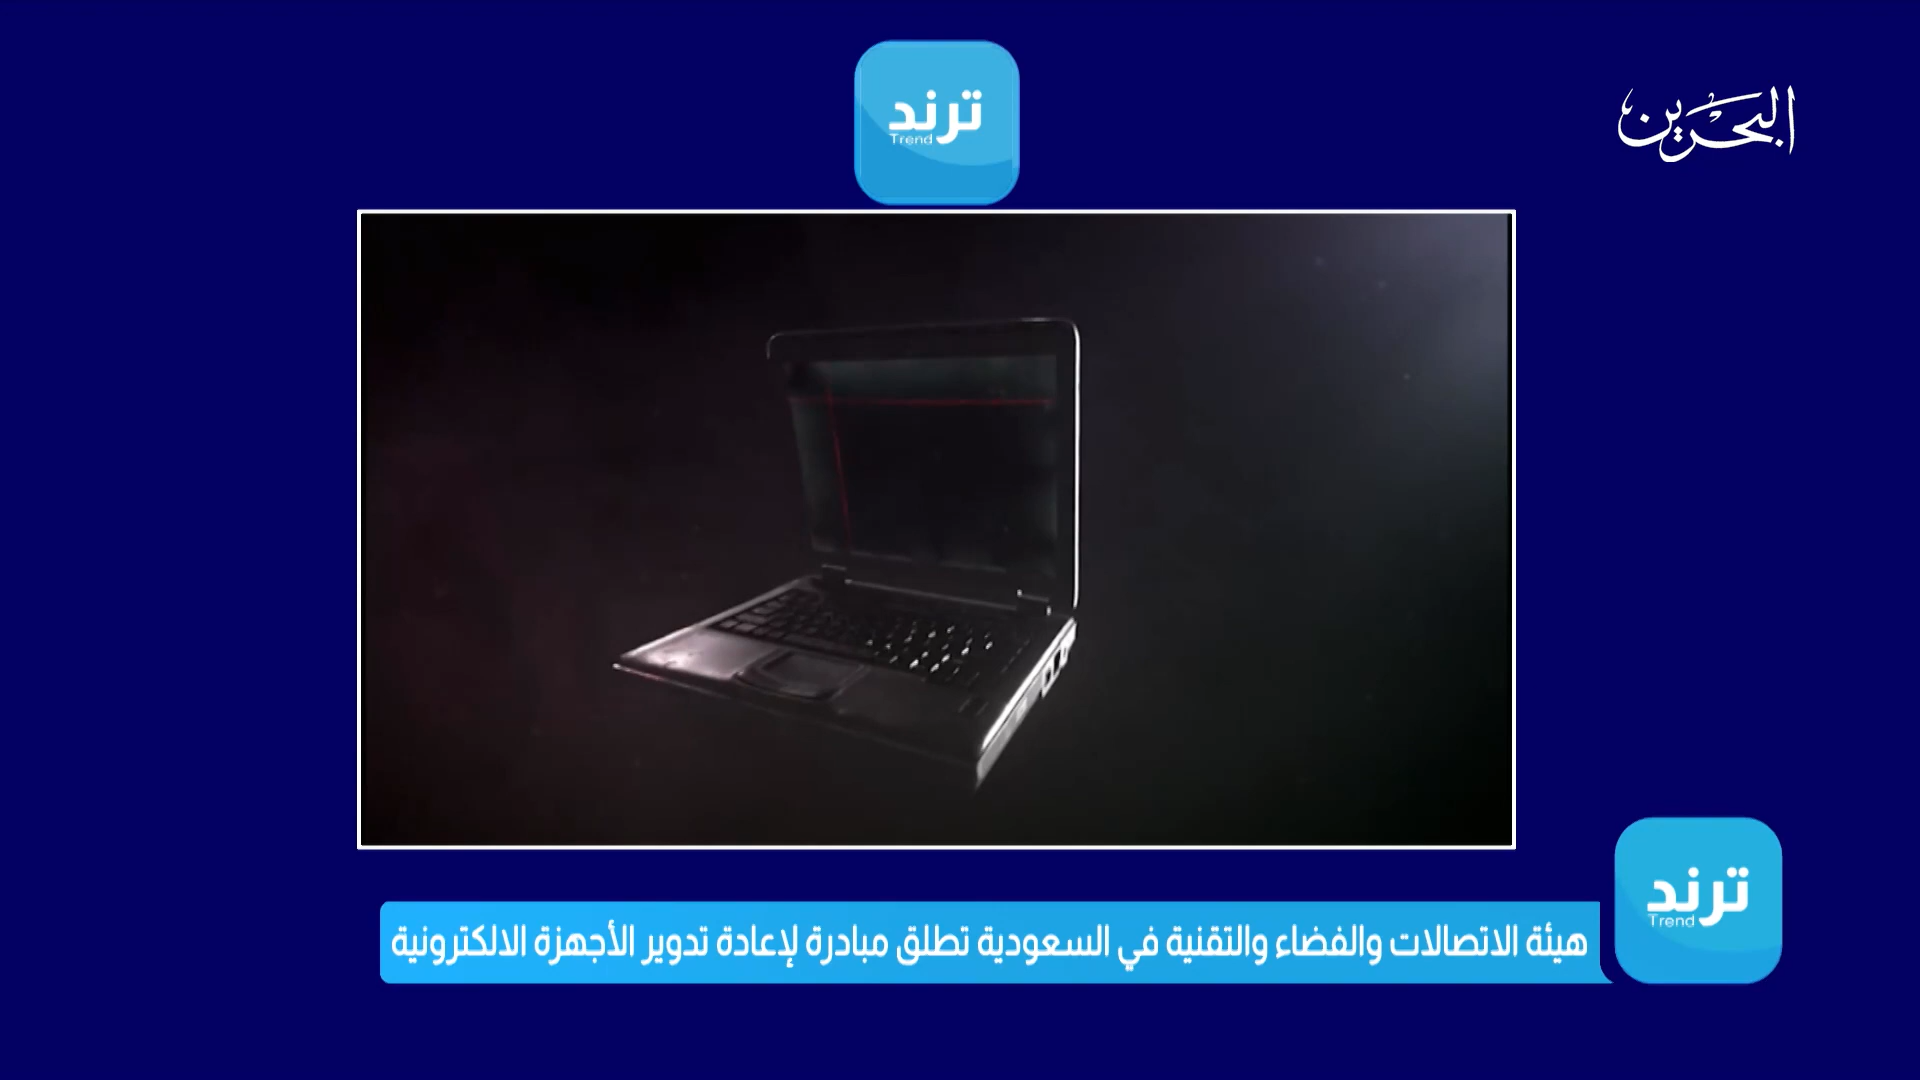 ترند
Trend
البحرين
هيئة الاتصالات والفضاء والتقنية في السعودية تطلق مبادرة لإعادة تدوير الأجهزة الالكترونية
ترند
Trend